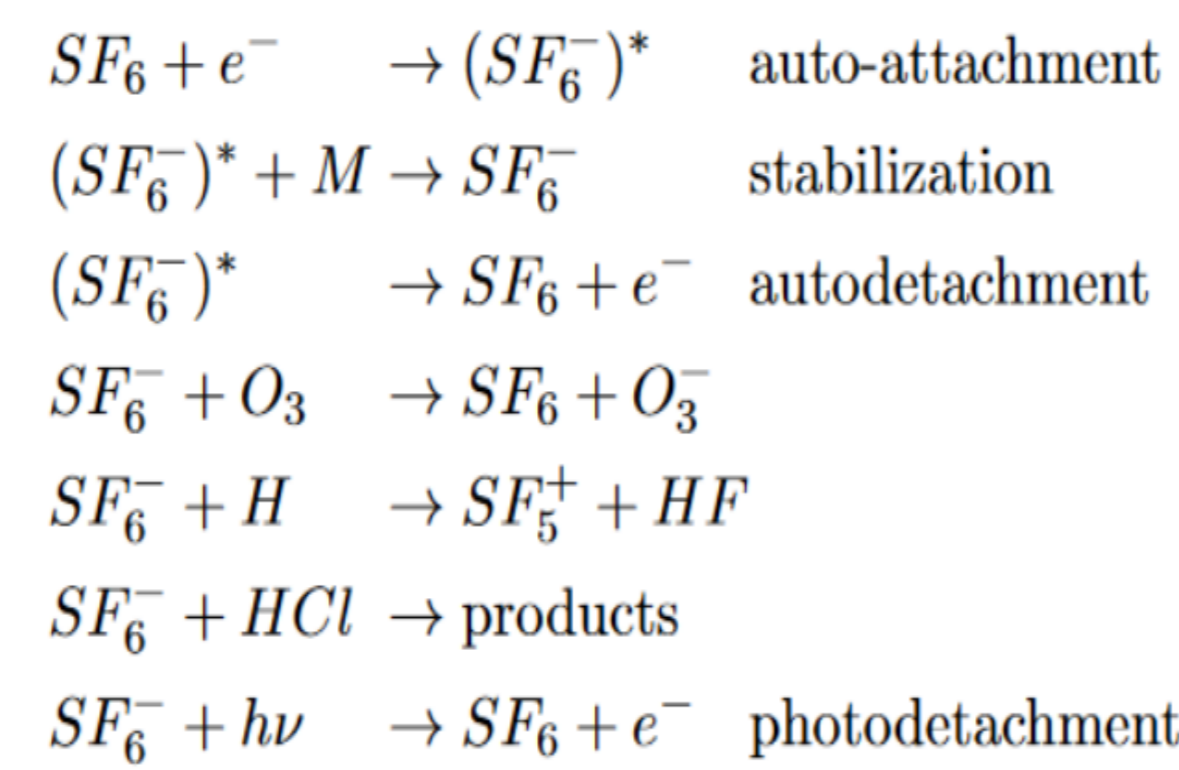 SF₆ + e⁻ → (SF₆⁻)* auto-attachment
(SF₆⁻)* + M → SF₆⁻ stabilization
(SF₆⁻)* → SF₆ + e⁻ autodetachment
SF₆⁻ + O₃ → SF₆ + O₃⁻
SF₆⁻ + H → SF₅⁺ + HF
SF₆⁻ + HCl → products
SF₆⁻ + hν → SF₆ + e⁻ photodetachment